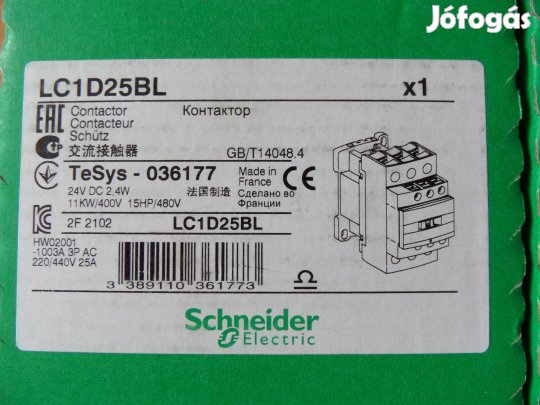 Jófogás
LC1D25BL x1
EAC Contactor Контактор
Contacteur
Schütz
交流接触器 GB/T14048.4
TeSys - 036177 Made in France CE
24V DC 2,4W 法国制造 Сделано во Франции
11KW/400V 15HP/480V
2F 2102 LC1D25BL
HW02001
-1003A 3P AC
220/440V 25A
3 389110 361773
Schneider
Electric